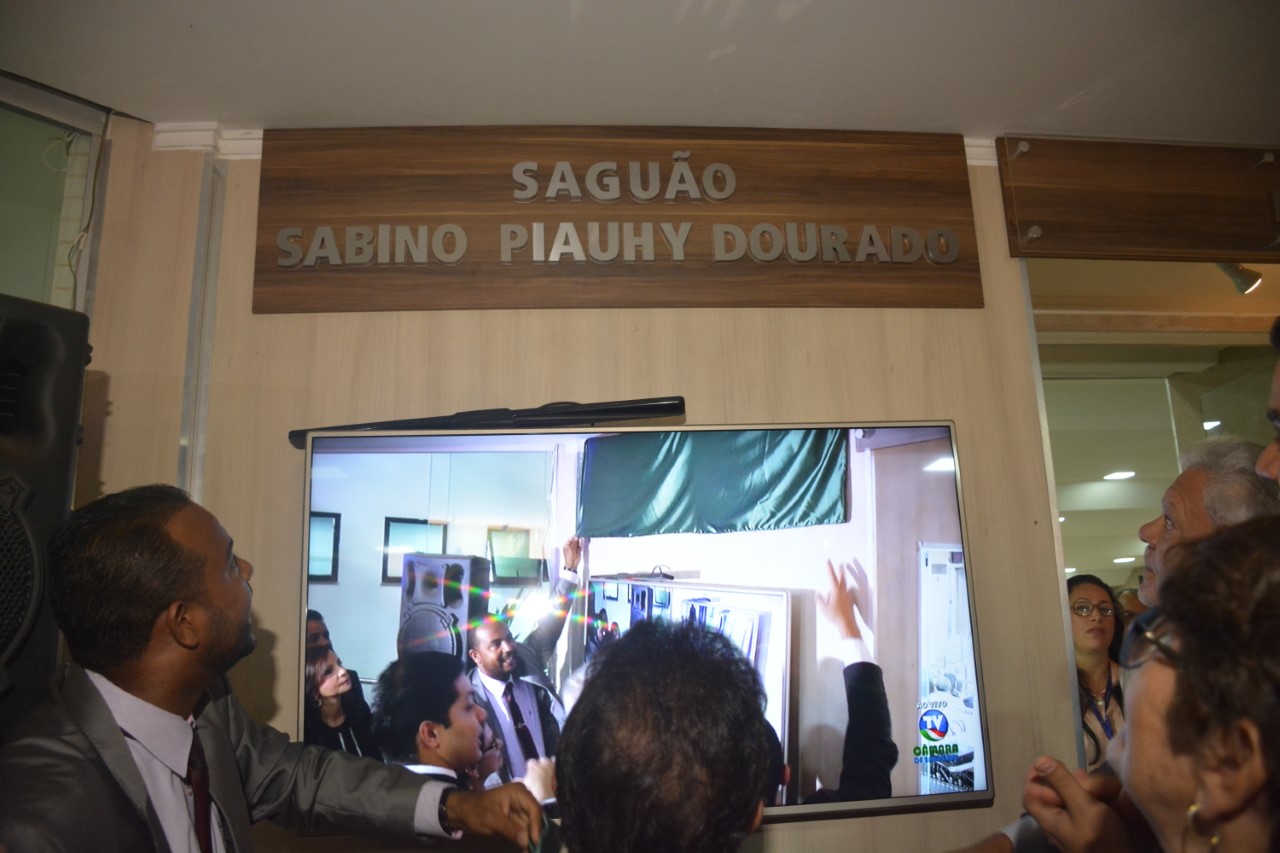 SAGUÃO
SABINO PIAUHY DOURADO
AO VIVO
TV
CÂMARA